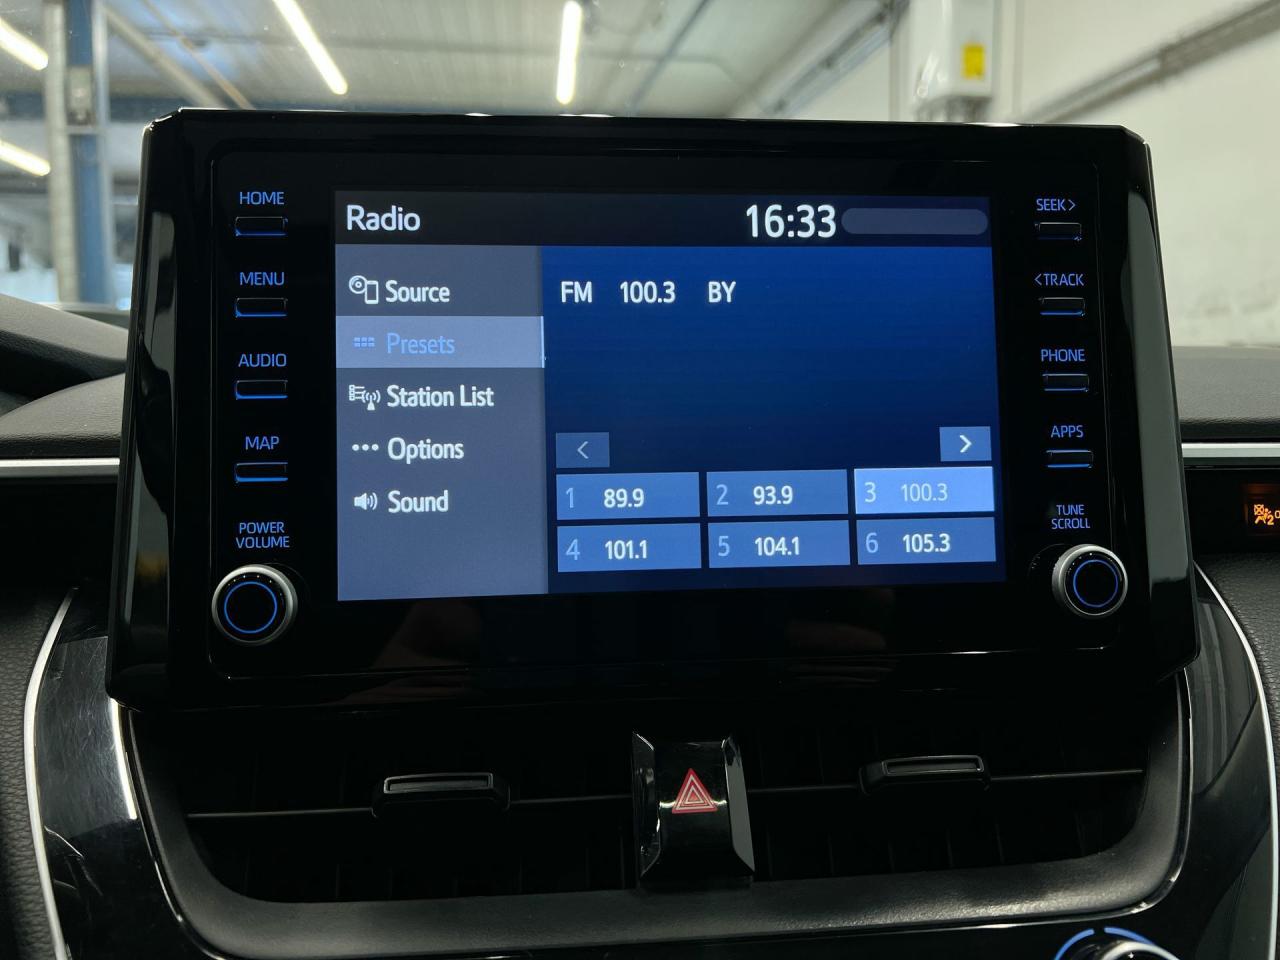 HOME
MENU
AUDIO
MAP
POWER
VOLUME
Radio
16:33
Source
Presets
Station List
Options
Sound
FM 100.3 BY
<
>
1 89.9
2 93.9
3 100.3
4 101.1
5 104.1
6 105.3
SEEK>
<TRACK
PHONE
APPS
TUNE
SCROLL